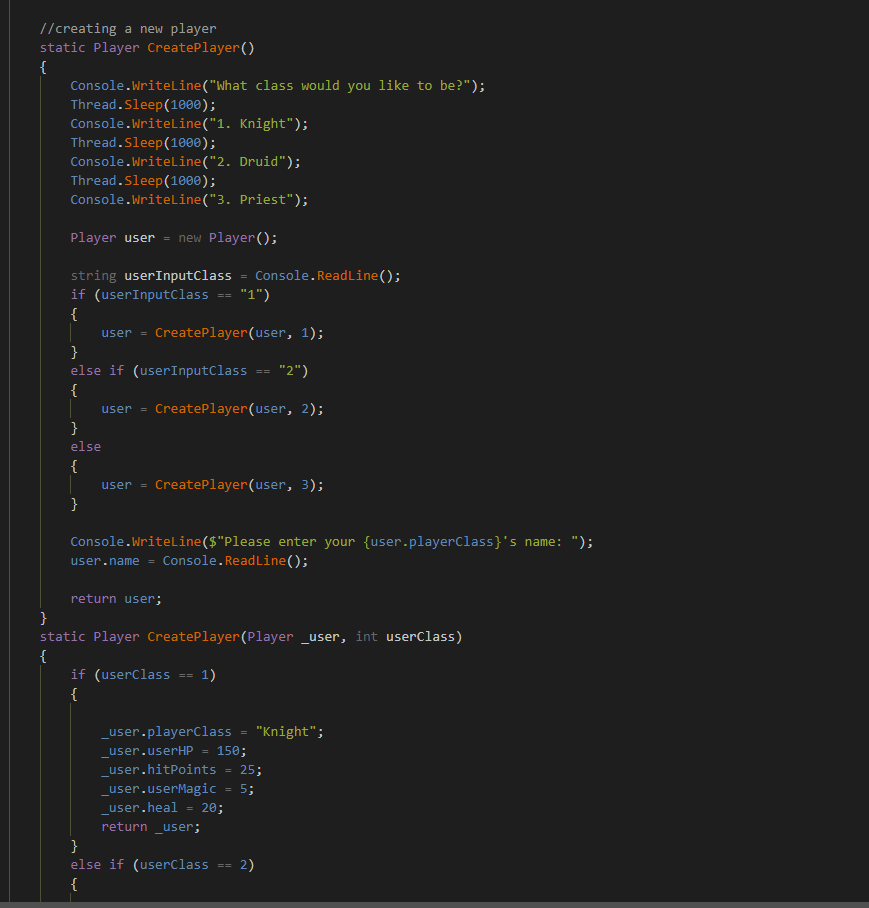 //creating a new player
static Player CreatePlayer()
{
    Console.WriteLine("What class would you like to be?");
    Thread.Sleep(1000);
    Console.WriteLine("1. Knight");
    Thread.Sleep(1000);
    Console.WriteLine("2. Druid");
    Thread.Sleep(1000);
    Console.WriteLine("3. Priest");

    Player user = new Player();

    string userInputClass = Console.ReadLine();
    if (userInputClass == "1")
    {
        user = CreatePlayer(user, 1);
    }
    else if (userInputClass == "2")
    {
        user = CreatePlayer(user, 2);
    }
    else
    {
        user = CreatePlayer(user, 3);
    }

    Console.WriteLine($"Please enter your {user.playerClass}'s name: ");
    user.name = Console.ReadLine();

    return user;
}
static Player CreatePlayer(Player _user, int userClass)
{
    if (userClass == 1)
    {

        _user.playerClass = "Knight";
        _user.userHP = 150;
        _user.hitPoints = 25;
        _user.userMagic = 5;
        _user.heal = 20;
        return _user;
    }
    else if (userClass == 2)
    {